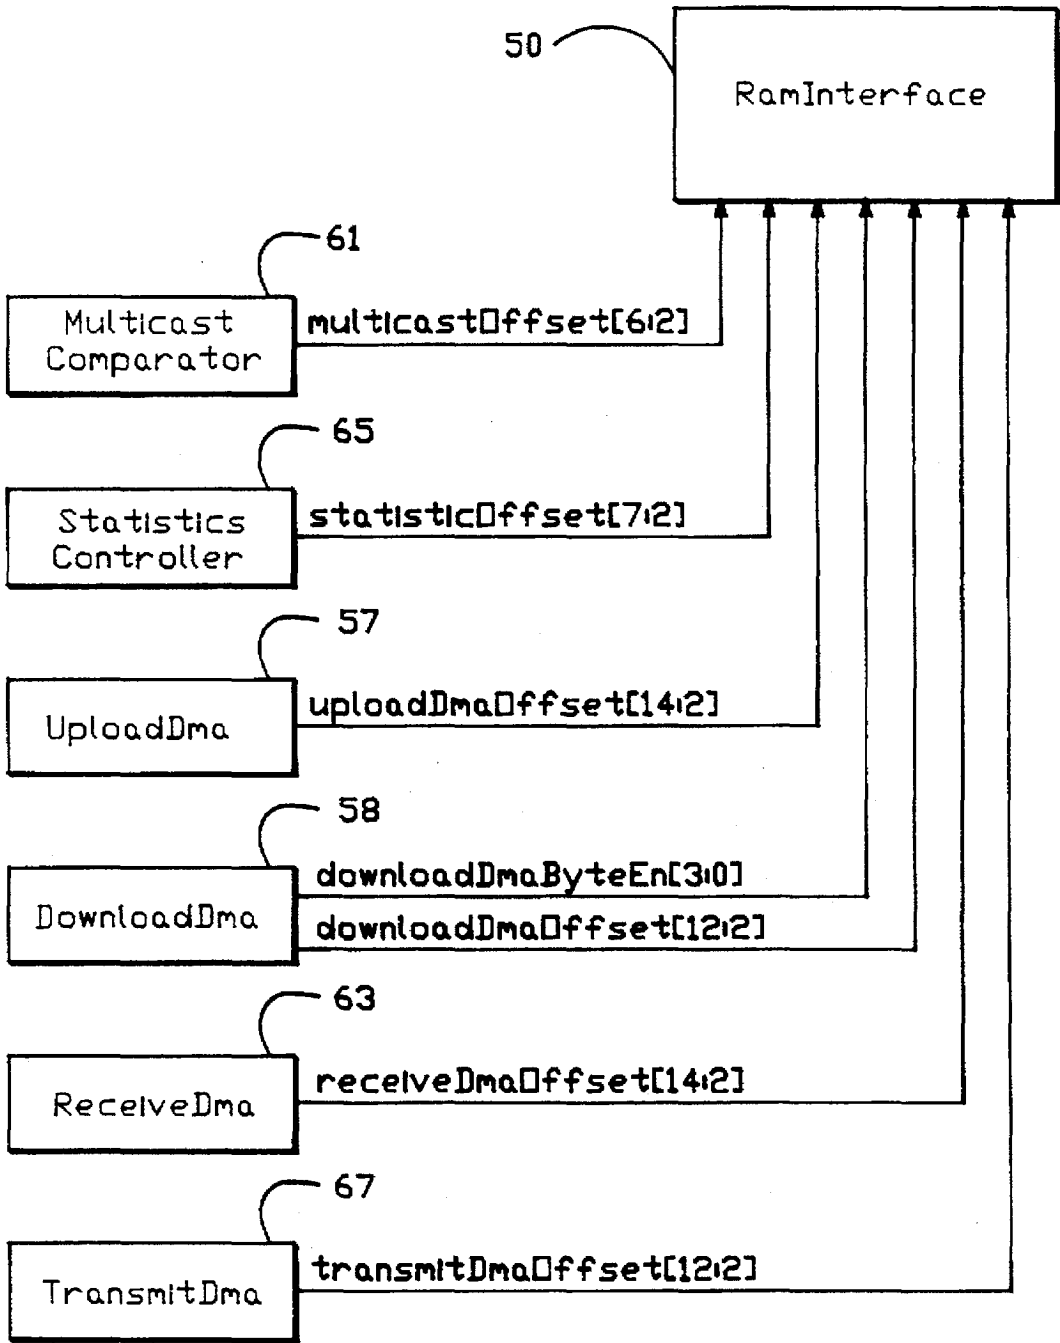 50
RamInterface
61
Multicast
Comparator
multicastOffset[6:2]
65
Statistics
Controller
statisticOffset[7:2]
57
UploadDma
uploadDmaOffset[14:2]
58
DownloadDma
downloadDmaByteEn[3:0]
downloadDmaOffset[12:2]
63
ReceiveDma
receiveDmaOffset[14:2]
67
TransmitDma
transmitDmaOffset[12:2]